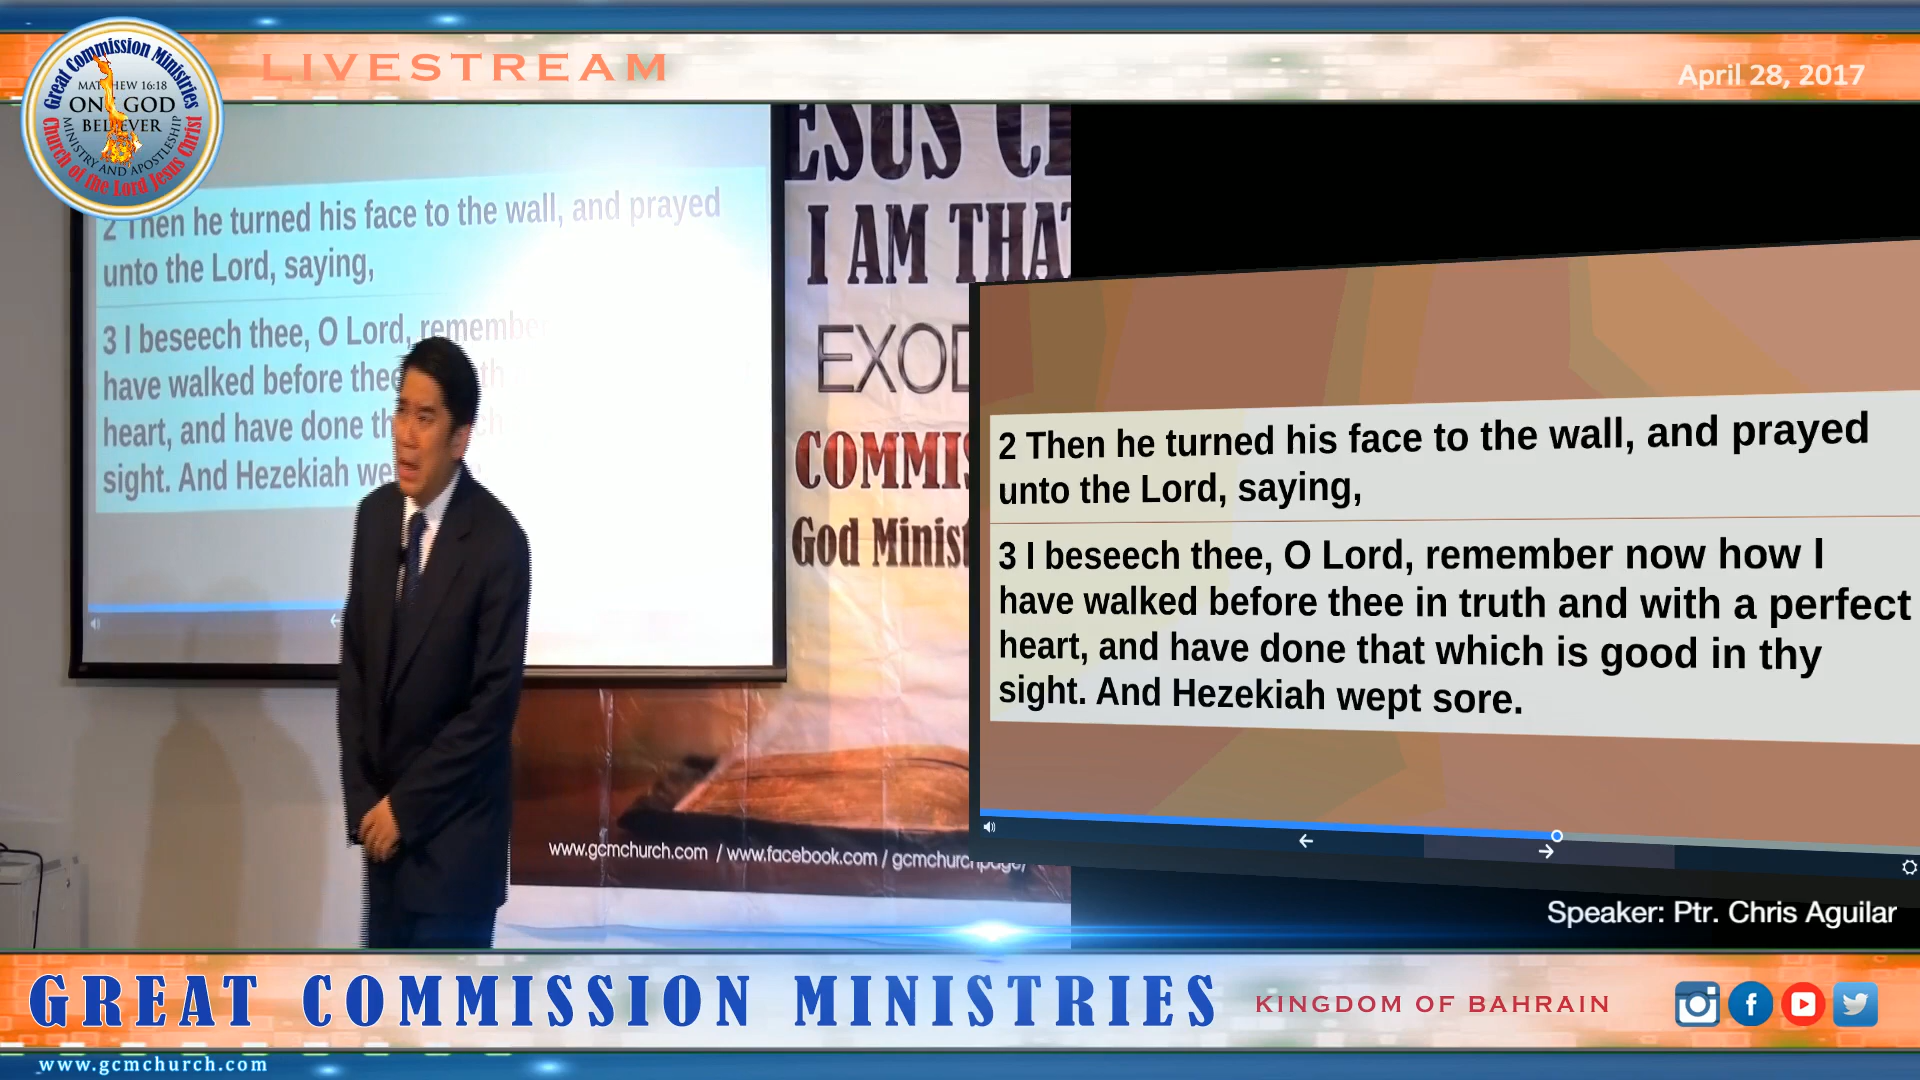 LIVESTREAM
April 28, 2017
Great Commission Ministries
MATTHEW 16:18
ONE GOD
BELIEVER
MINISTRY AND APOSTLESHIP
Church of the Lord Jesus Christ
2 Then he turned his face to the wall, and prayed
unto the Lord, saying,
3 I beseech thee, O Lord, remember
have walked before thee
heart, and have done
sight. And Hezekiah
ESUS
I AM THAT
EXOD
COMMIS
God Minist
www.gcmchurch.com / www.facebook.com / gcmchurchpage/
2 Then he turned his face to the wall, and prayed
unto the Lord, saying,
3 I beseech thee, O Lord, remember now how I
have walked before thee in truth and with a perfect
heart, and have done that which is good in thy
sight. And Hezekiah wept sore.
Speaker: Ptr. Chris Aguilar
GREAT COMMISSION MINISTRIES
KINGDOM OF BAHRAIN
www.gcmchurch.com